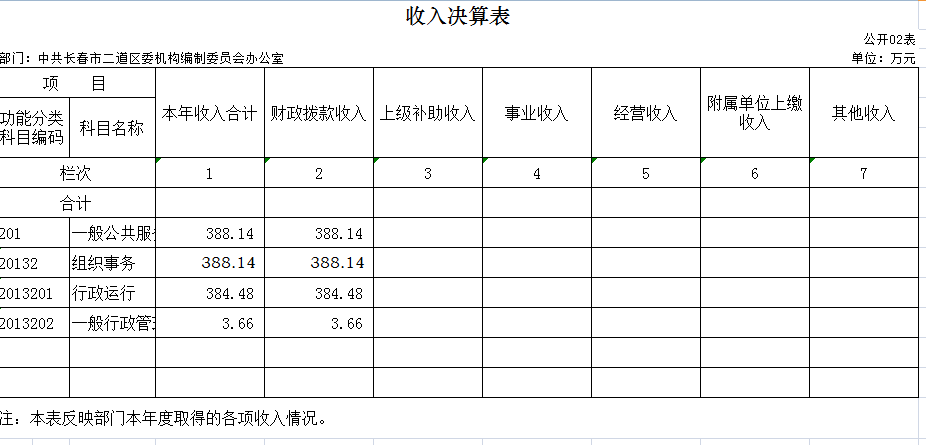 收入决算表
公开02表
部门：中共长春市二道区委机构编制委员会办公室 单位：万元
项 目 本年收入合计 财政拨款收入 上级补助收入 事业收入 经营收入 附属单位上缴收入 其他收入
功能分类科目编码 科目名称
栏次 1 2 3 4 5 6 7
合计
201 一般公共服 388.14 388.14
20132 组织事务 388.14 388.14
2013201 行政运行 384.48 384.48
2013202 一般行政管 3.66 3.66
注：本表反映部门本年度取得的各项收入情况。